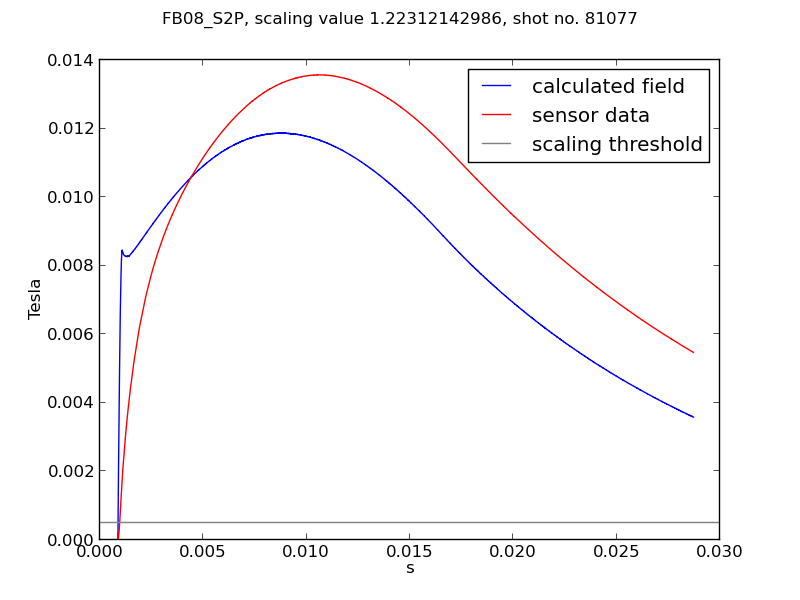 FB08_S2P, scaling value 1.22312142986, shot no. 81077
calculated field
sensor data
scaling threshold
Tesla
0.014
0.012
0.010
0.008
0.006
0.004
0.002
0.000
0.000 0.005 0.010 0.015 0.020 0.025 0.030
s